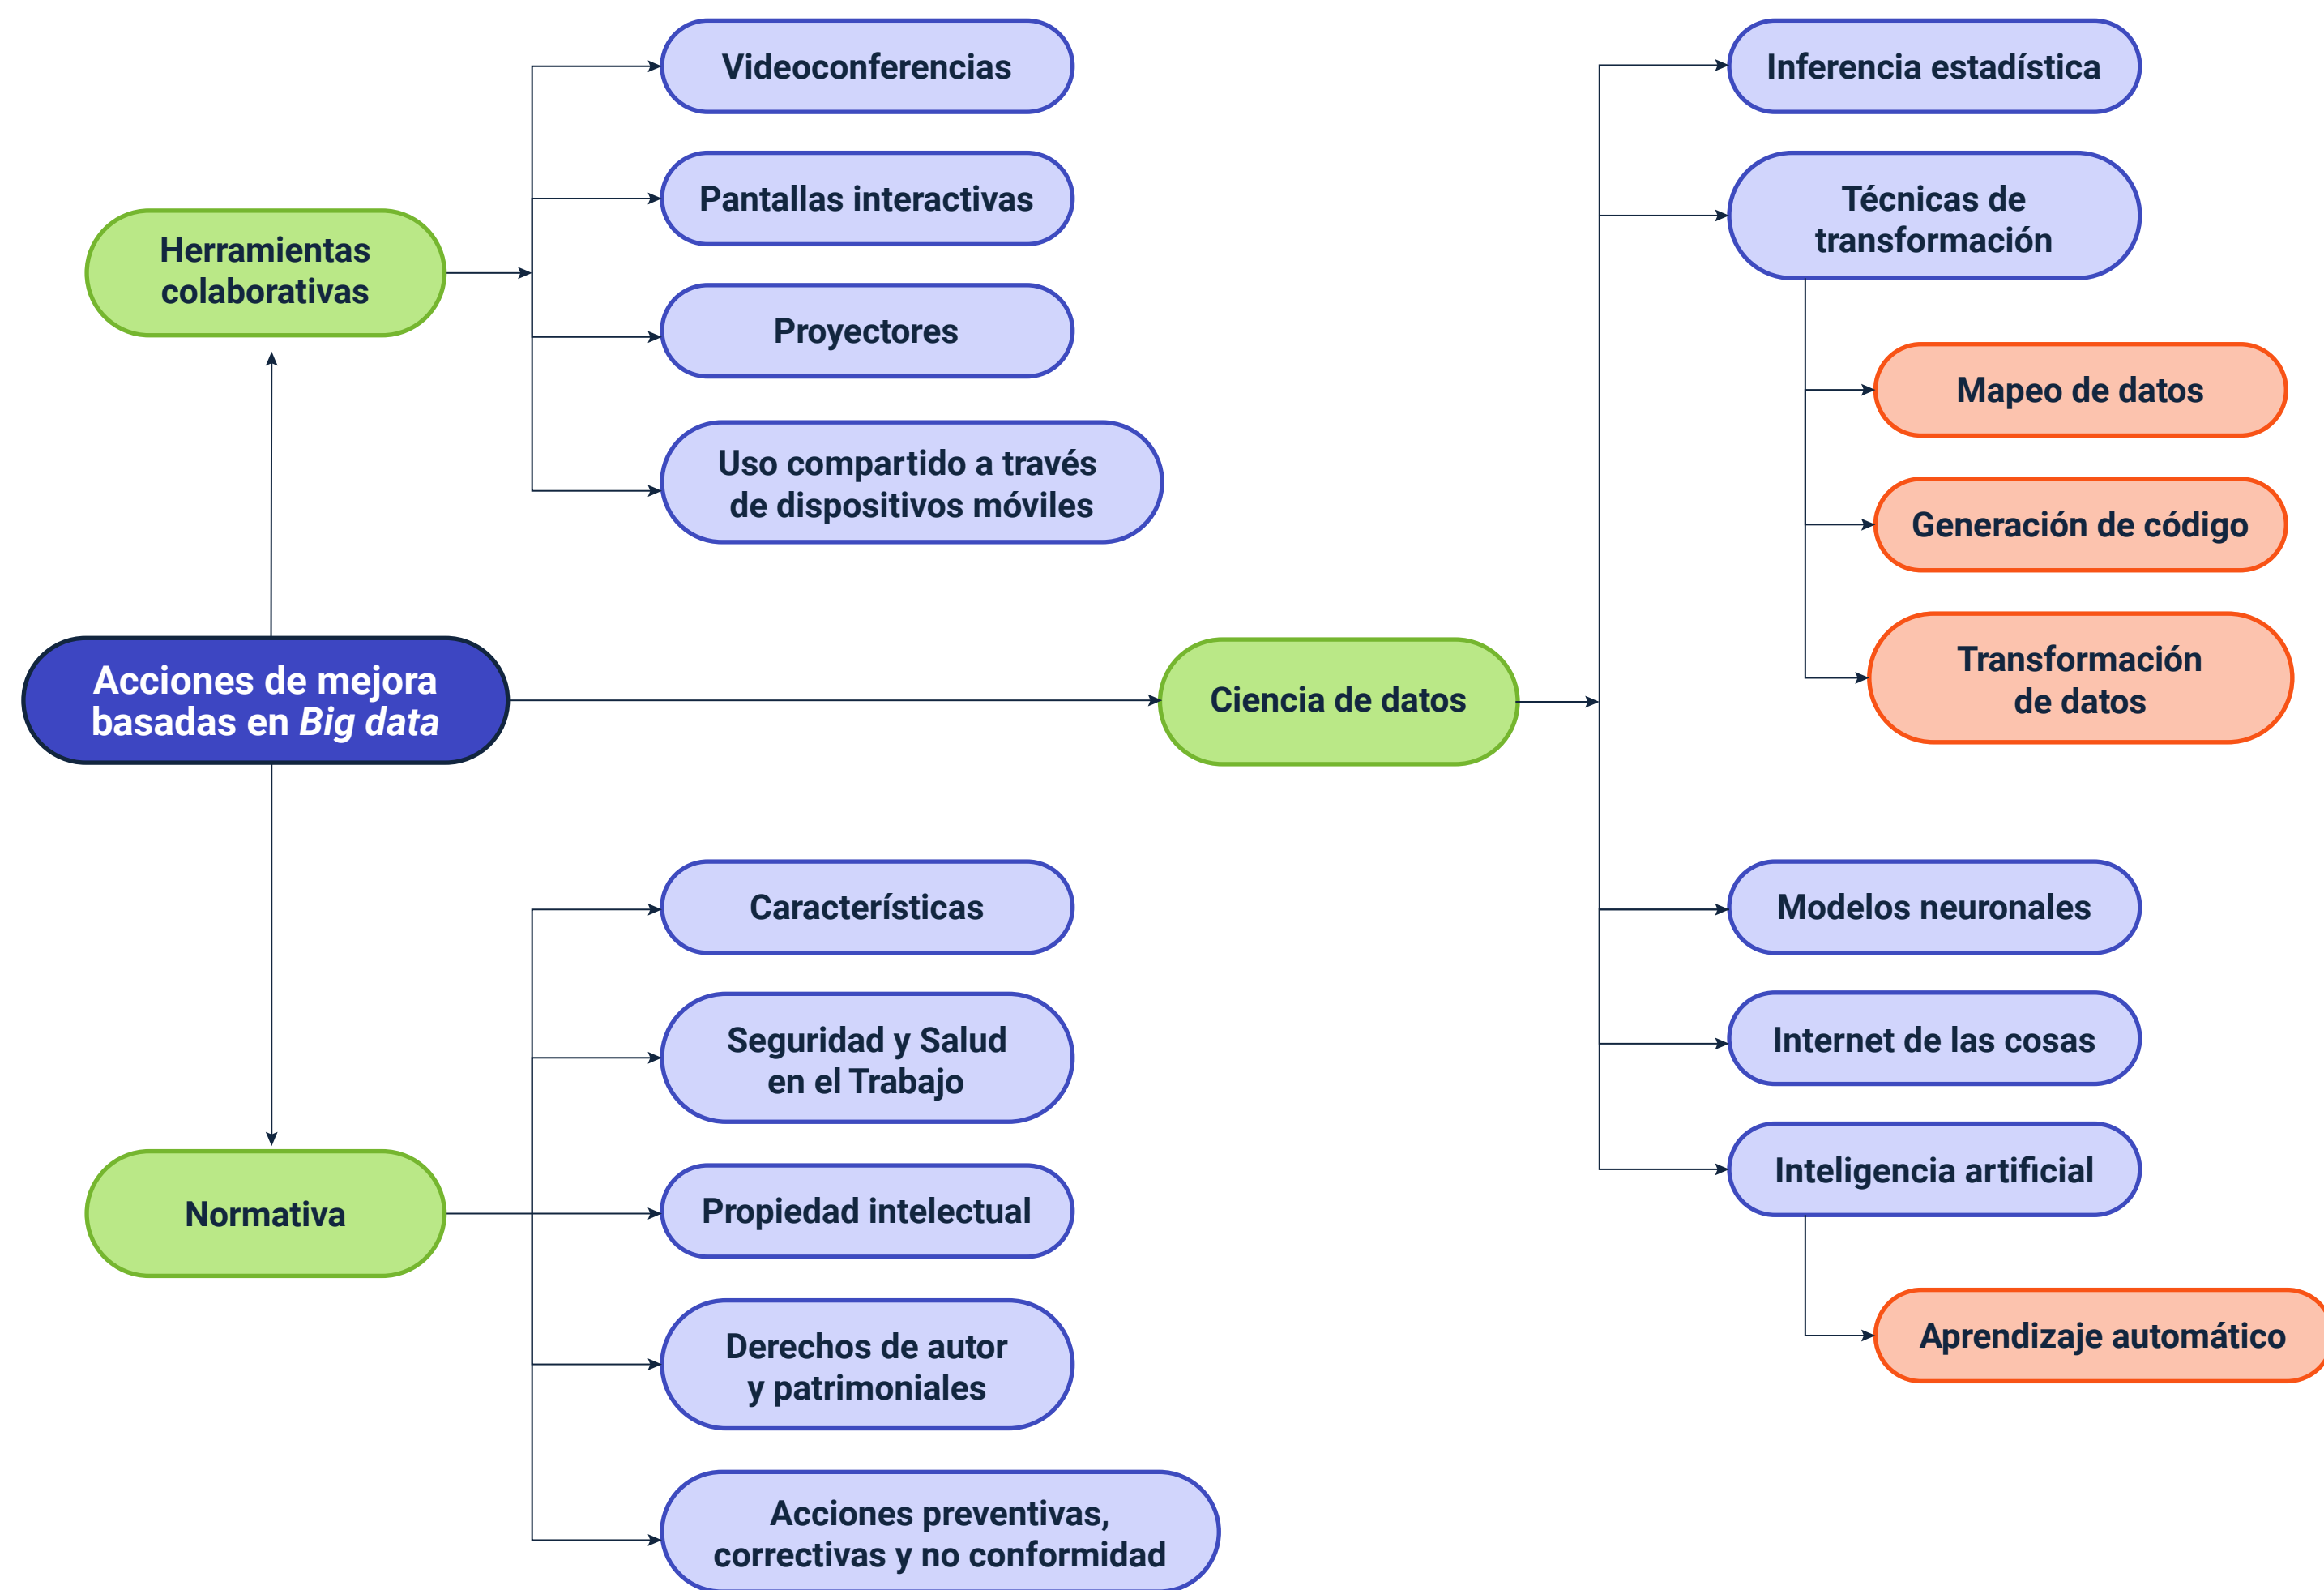 Videoconferencias
Pantallas interactivas
Herramientas
colaborativas
Proyectores
Uso compartido a través
de dispositivos móviles
Acciones de mejora
basadas en Big data
Ciencia de datos
Inferencia estadística
Técnicas de
transformación
Mapeo de datos
Generación de código
Transformación
de datos
Modelos neuronales
Internet de las cosas
Inteligencia artificial
Aprendizaje automático
Normativa
Características
Seguridad y Salud
en el Trabajo
Propiedad intelectual
Derechos de autor
y patrimoniales
Acciones preventivas,
correctivas y no conformidad